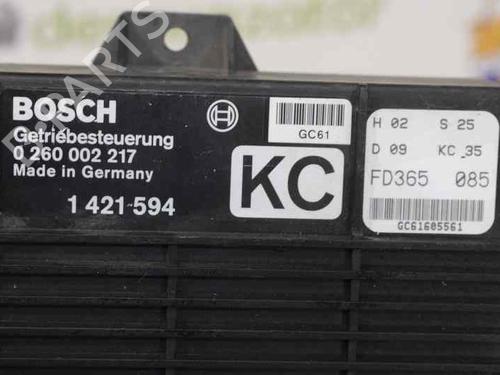 BOSCH
Getriebesteuerung
0 260 002 217
Made in Germany
1 421 594
GC61
KC
H 02 S 25
D 09 KC 35
FD365 085
GC61605561
PARTS